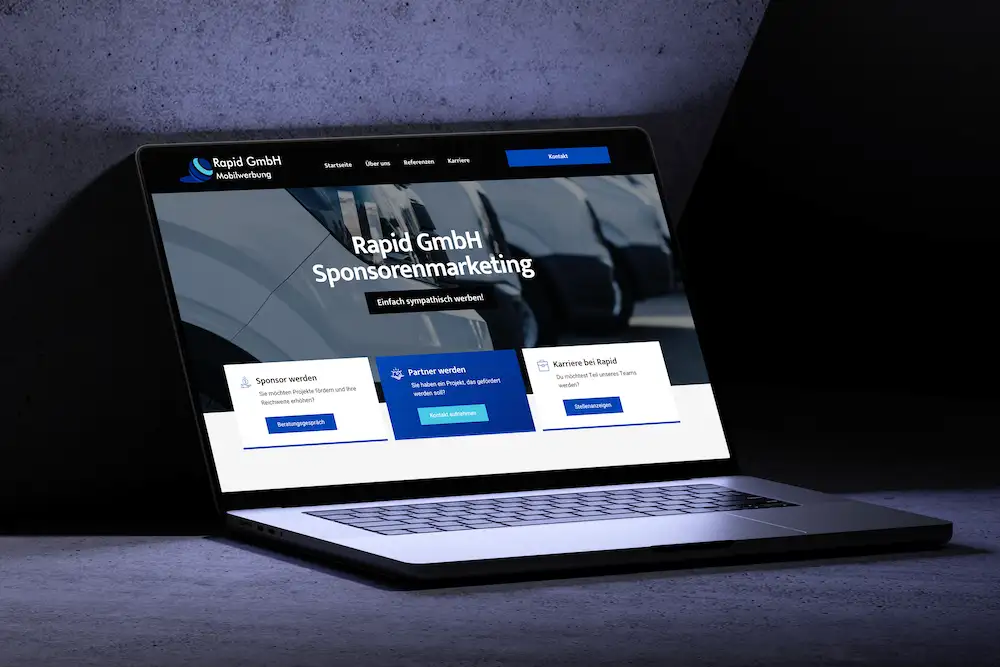 Rapid GmbH
Mobilwerbung
Startseite
Über uns
Referenzen
Karriere
Kontakt
Rapid GmbH
Sponsorenmarketing
Einfach sympathisch werben!
Sponsor werden
Sie möchten Projekte fördern und Ihre
Reichweite erhöhen?
Beratungsgespräch
Partner werden
Sie haben ein Projekt, das gefördert
werden soll?
Kontakt aufnehmen
Karriere bei Rapid
Du möchtest Teil unseres Teams
werden?
Stellenanzeigen